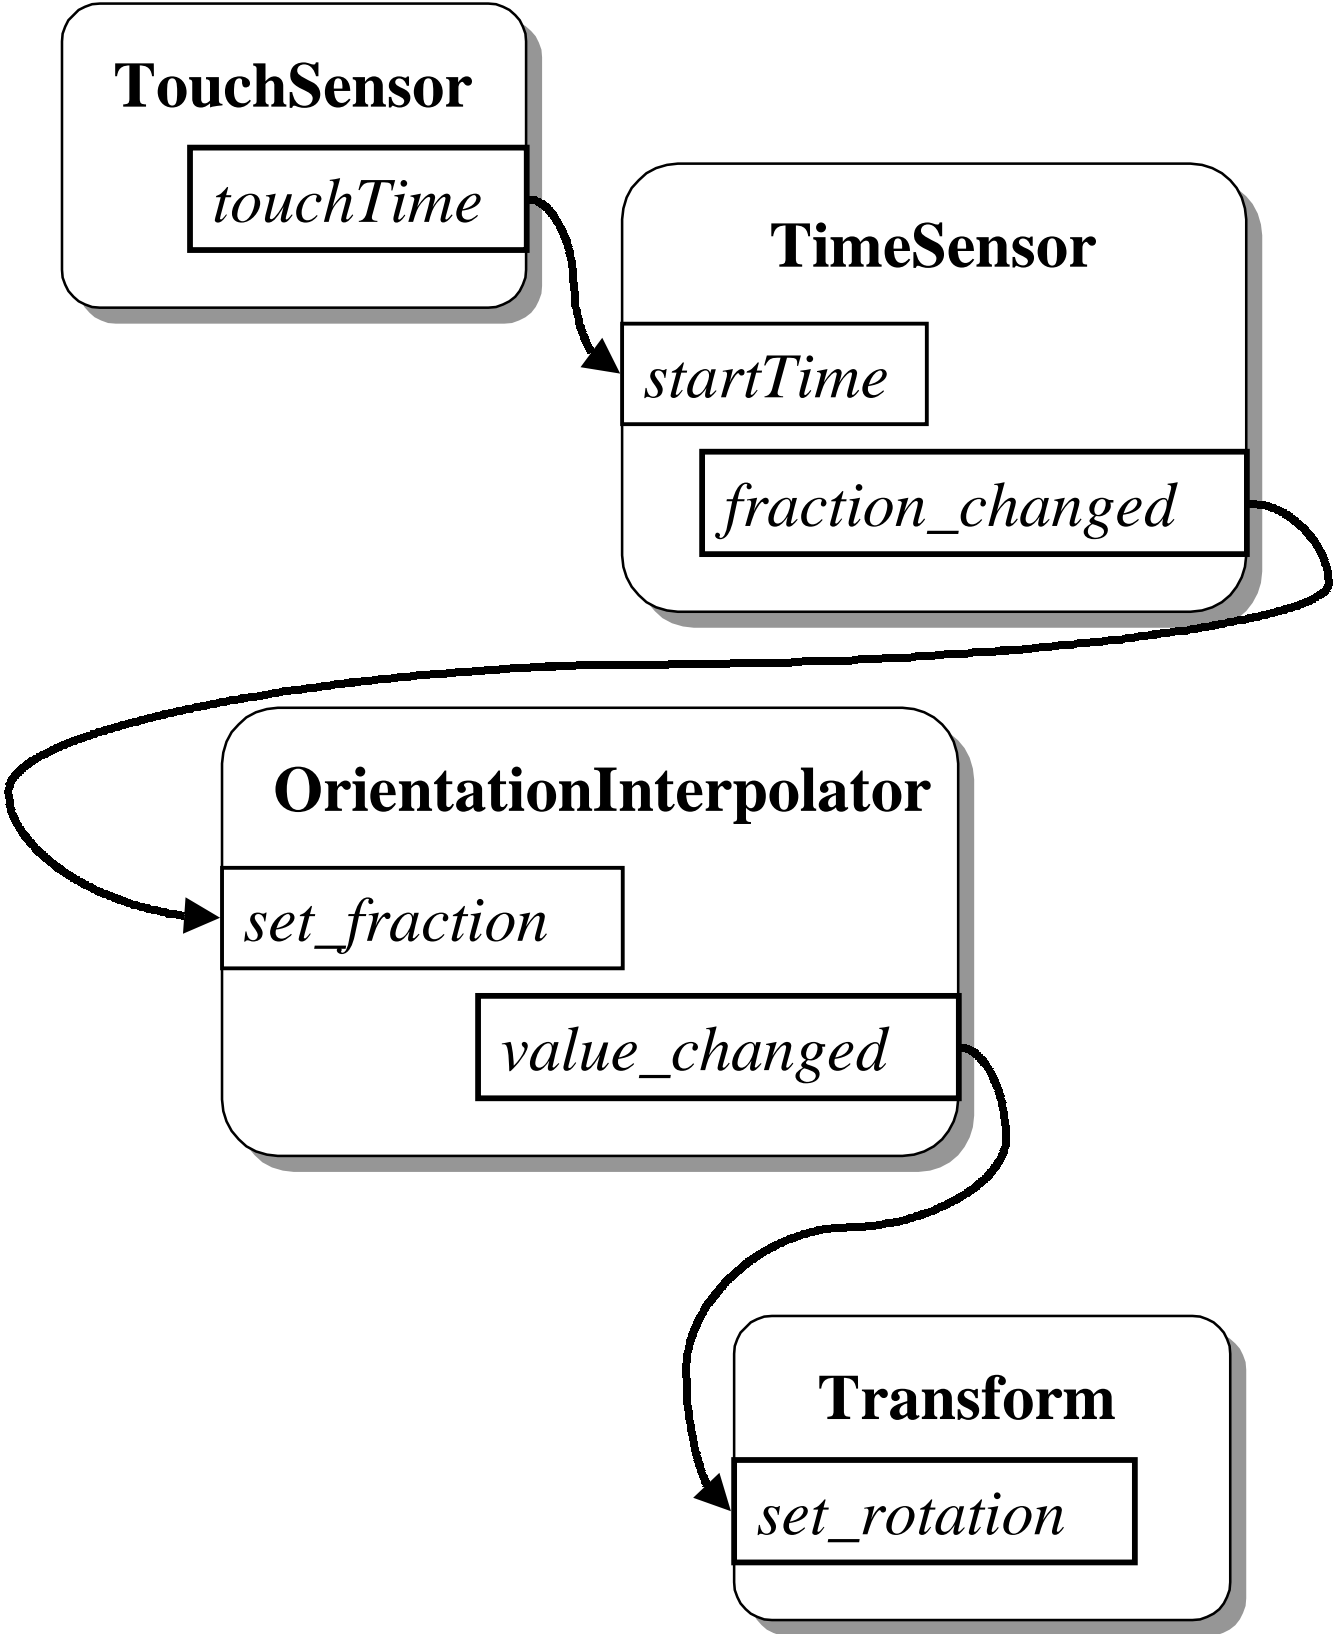 TouchSensor
touchTime
TimeSensor
startTime
fraction_changed
OrientationInterpolator
set_fraction
value_changed
Transform
set_rotation